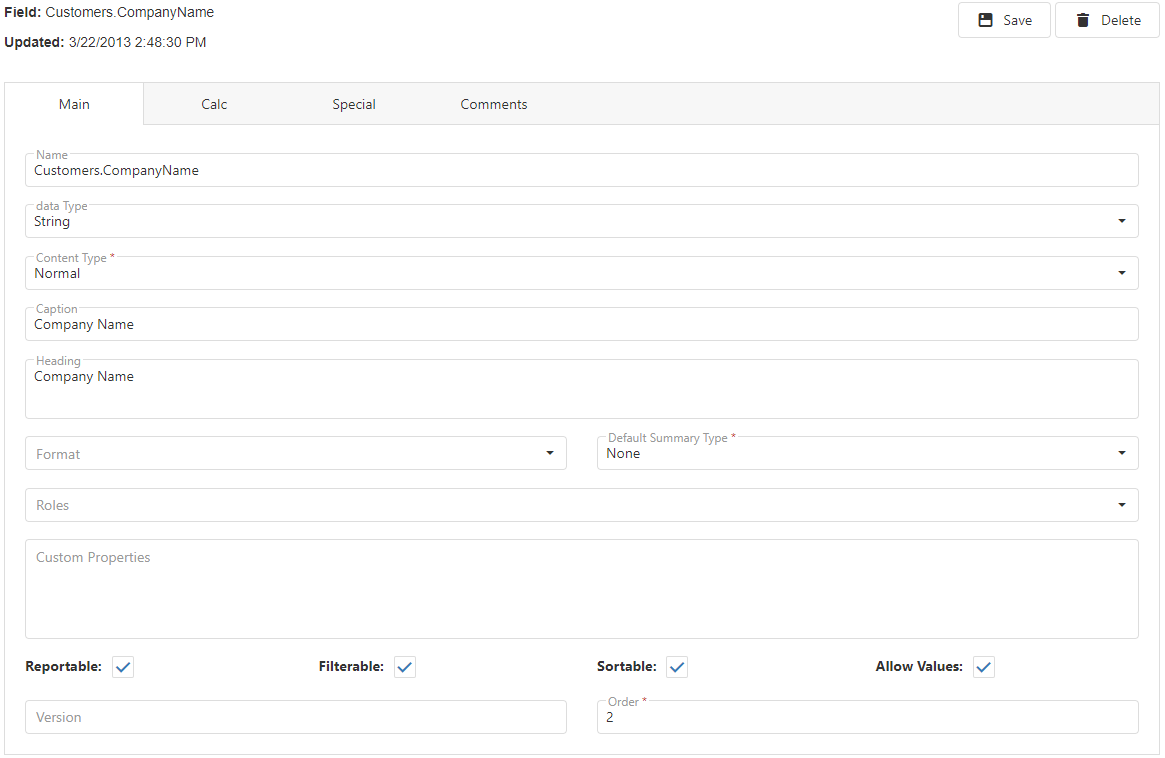 Field: Customers.CompanyName
Save
Delete
Updated: 3/22/2013 2:48:30 PM
Main
Calc
Special
Comments
Name
Customers.CompanyName
data Type
String
Content Type *
Normal
Caption
Company Name
Heading
Company Name
Format
Default Summary Type *
None
Roles
Custom Properties
Reportable:
Filterable:
Sortable:
Allow Values:
Version
Order *
2